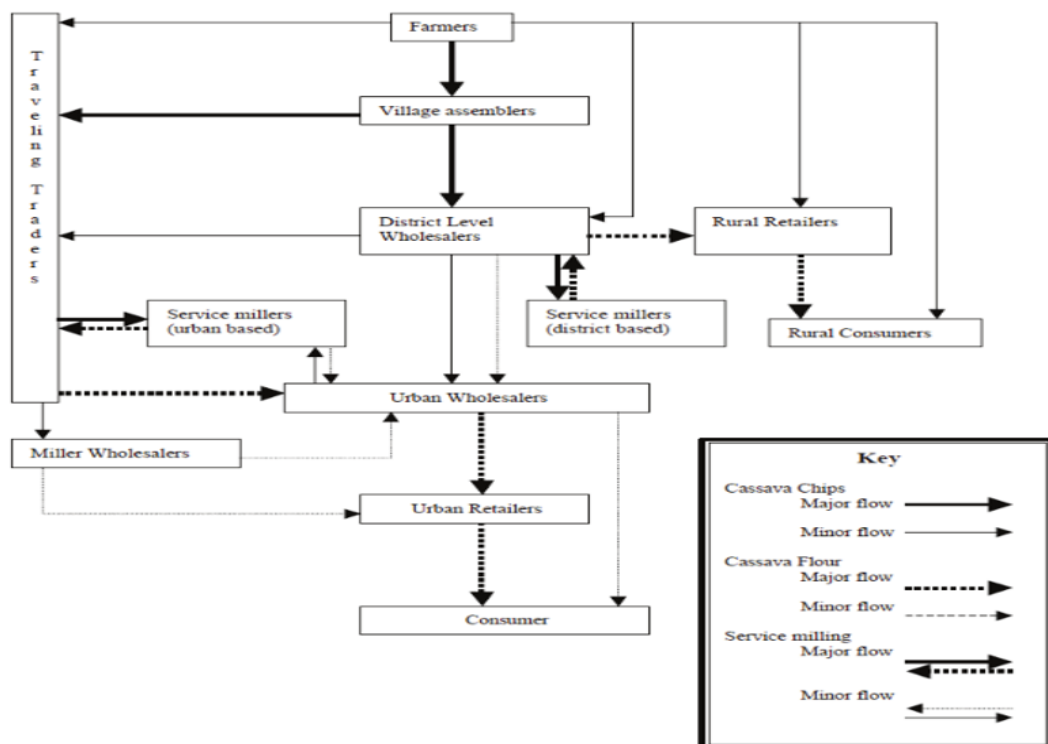 Farmers
Traveling Traders
Village assemblers
District Level
Wholesalers
Rural Retailers
Service millers
(urban based)
Service millers
(district based)
Rural Consumers
Urban Wholesalers
Miller Wholesalers
Urban Retailers
Consumer
Key
Cassava Chips
Major flow
Minor flow
Cassava Flour
Major flow
Minor flow
Service milling
Major flow
Minor flow